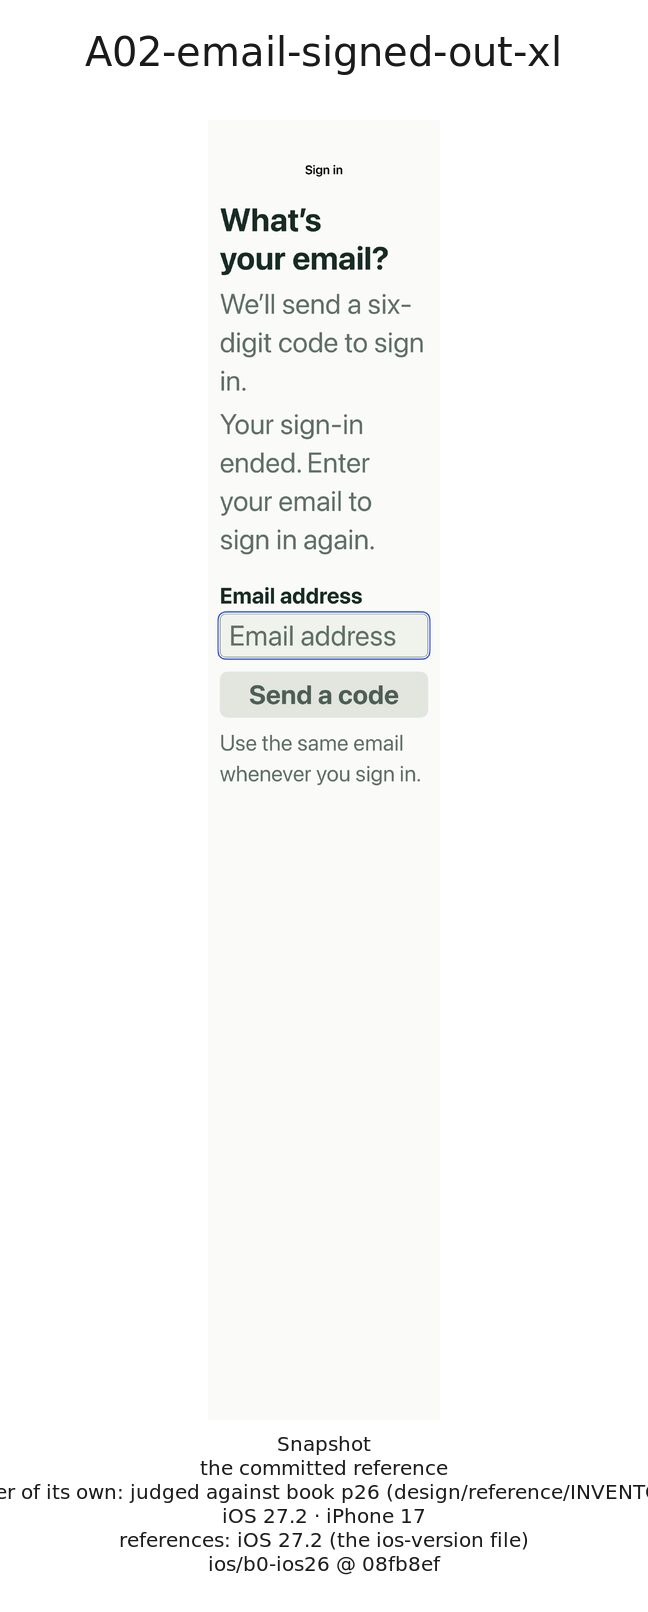 A02-email-signed-out-xl
Sign in
What's
your email?
We'll send a six-
digit code to sign
in.
Your sign-in
ended. Enter
your email to
sign in again.
Email address
Email address
Send a code
Use the same email
whenever you sign in.
Snapshot
the committed reference
er of its own: judged against book p26 (design/reference/INVENTO
iOS 27.2 · iPhone 17
references: iOS 27.2 (the ios-version file)
ios/b0-ios26 @ 08fb8ef